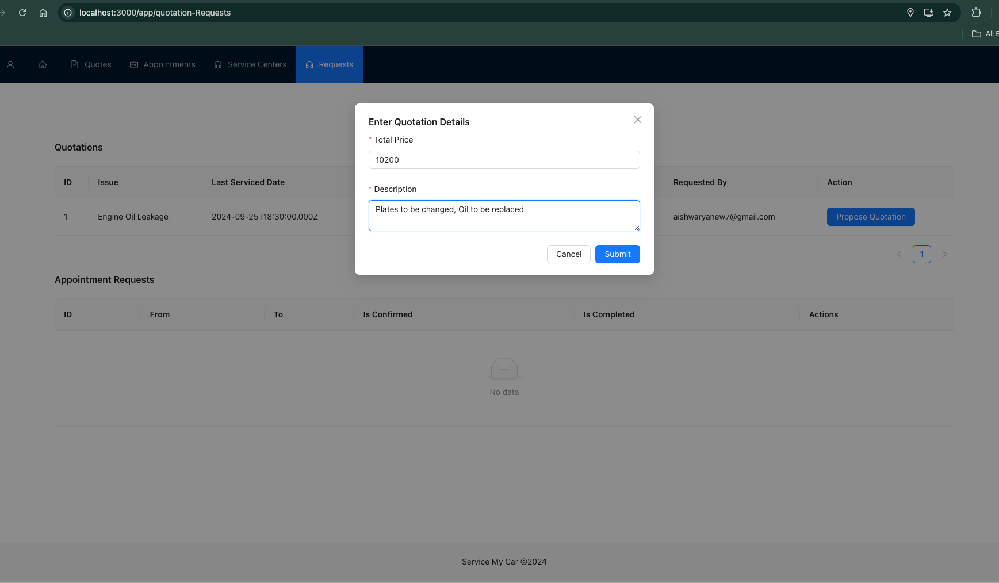 localhost:3000/app/quotation-Requests
All B
Quotes Appointments Service Centers Requests
Enter Quotation Details
* Total Price
10200
* Description
Plates to be changed, Oil to be replaced
Cancel Submit
Quotations
ID Issue Last Serviced Date Requested By Action
1 Engine Oil Leakage 2024-09-25T18:30:00.000Z aishwaryanew7@gmail.com Propose Quotation
< 1 >
Appointment Requests
ID From To Is Confirmed Is Completed Actions
No data
Service My Car ©2024